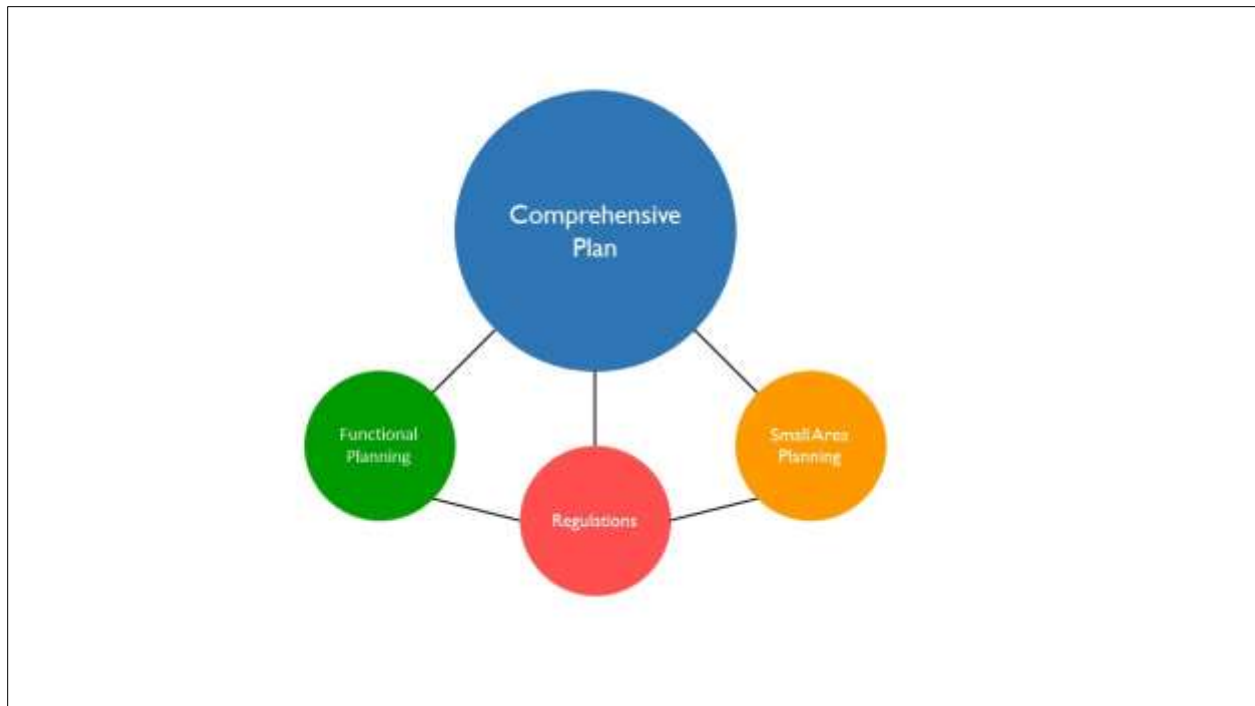 Comprehensive
Plan
Functional
Planning
Small Area
Planning
Regulations